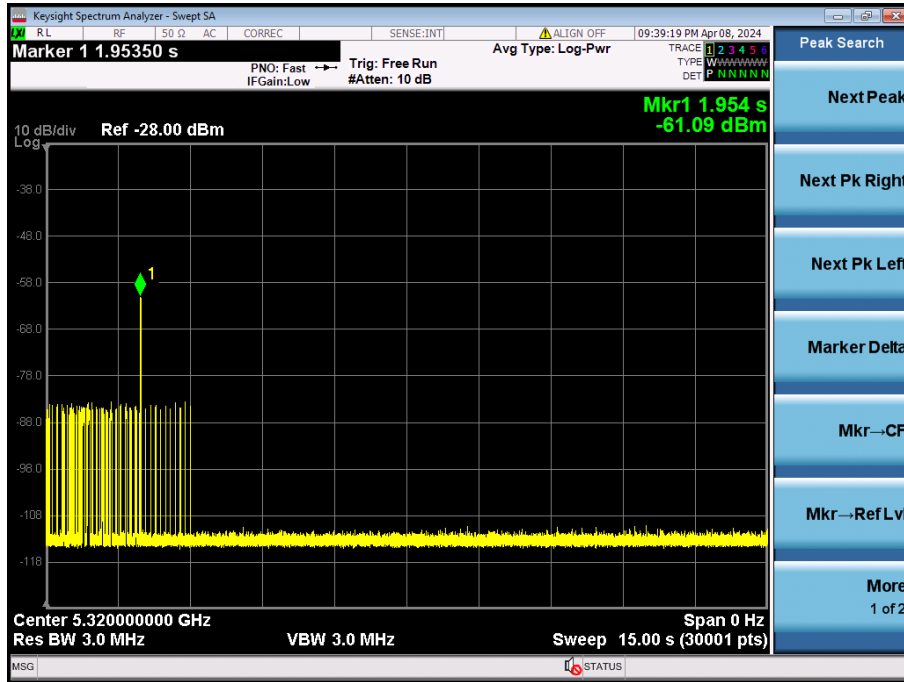 Keysight Spectrum Analyzer - Swept SA
LXI RL RF 50 Ω AC CORREC SENSE:INT ALIGN OFF 09:39:19 PM Apr 08, 2024
Marker 1 1.95350 s
PNO: Fast
IFGain:Low
Trig: Free Run
#Atten: 10 dB
Avg Type: Log-Pwr
TRACE 1 2 3 4 5 6
TYPE WWWWWW
DET P N N N N N
Mkr1 1.954 s
-61.09 dBm
10 dB/div Ref -28.00 dBm
Log
-38.0
-48.0
-58.0
1
-68.0
-78.0
-88.0
-98.0
-108
-118
Center 5.320000000 GHz Span 0 Hz
Res BW 3.0 MHz VBW 3.0 MHz Sweep 15.00 s (30001 pts)
MSG STATUS
Peak Search
Next Peak
Next Pk Right
Next Pk Left
Marker Delta
Mkr→CF
Mkr→Ref Lvl
More
1 of 2